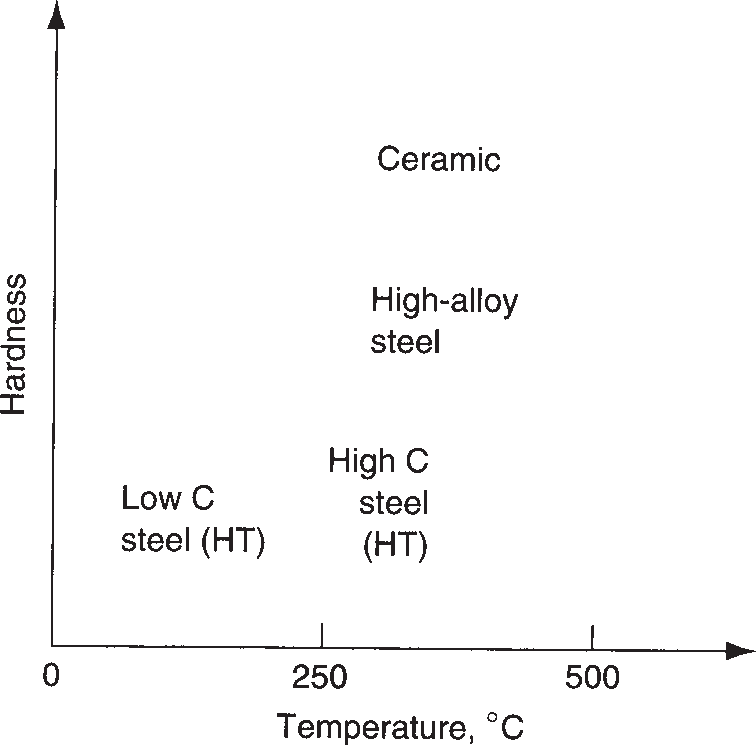 Ceramic
High-alloy
steel
High C
steel
(HT)
Low C
steel (HT)
Hardness
0
250
500
Temperature, °C